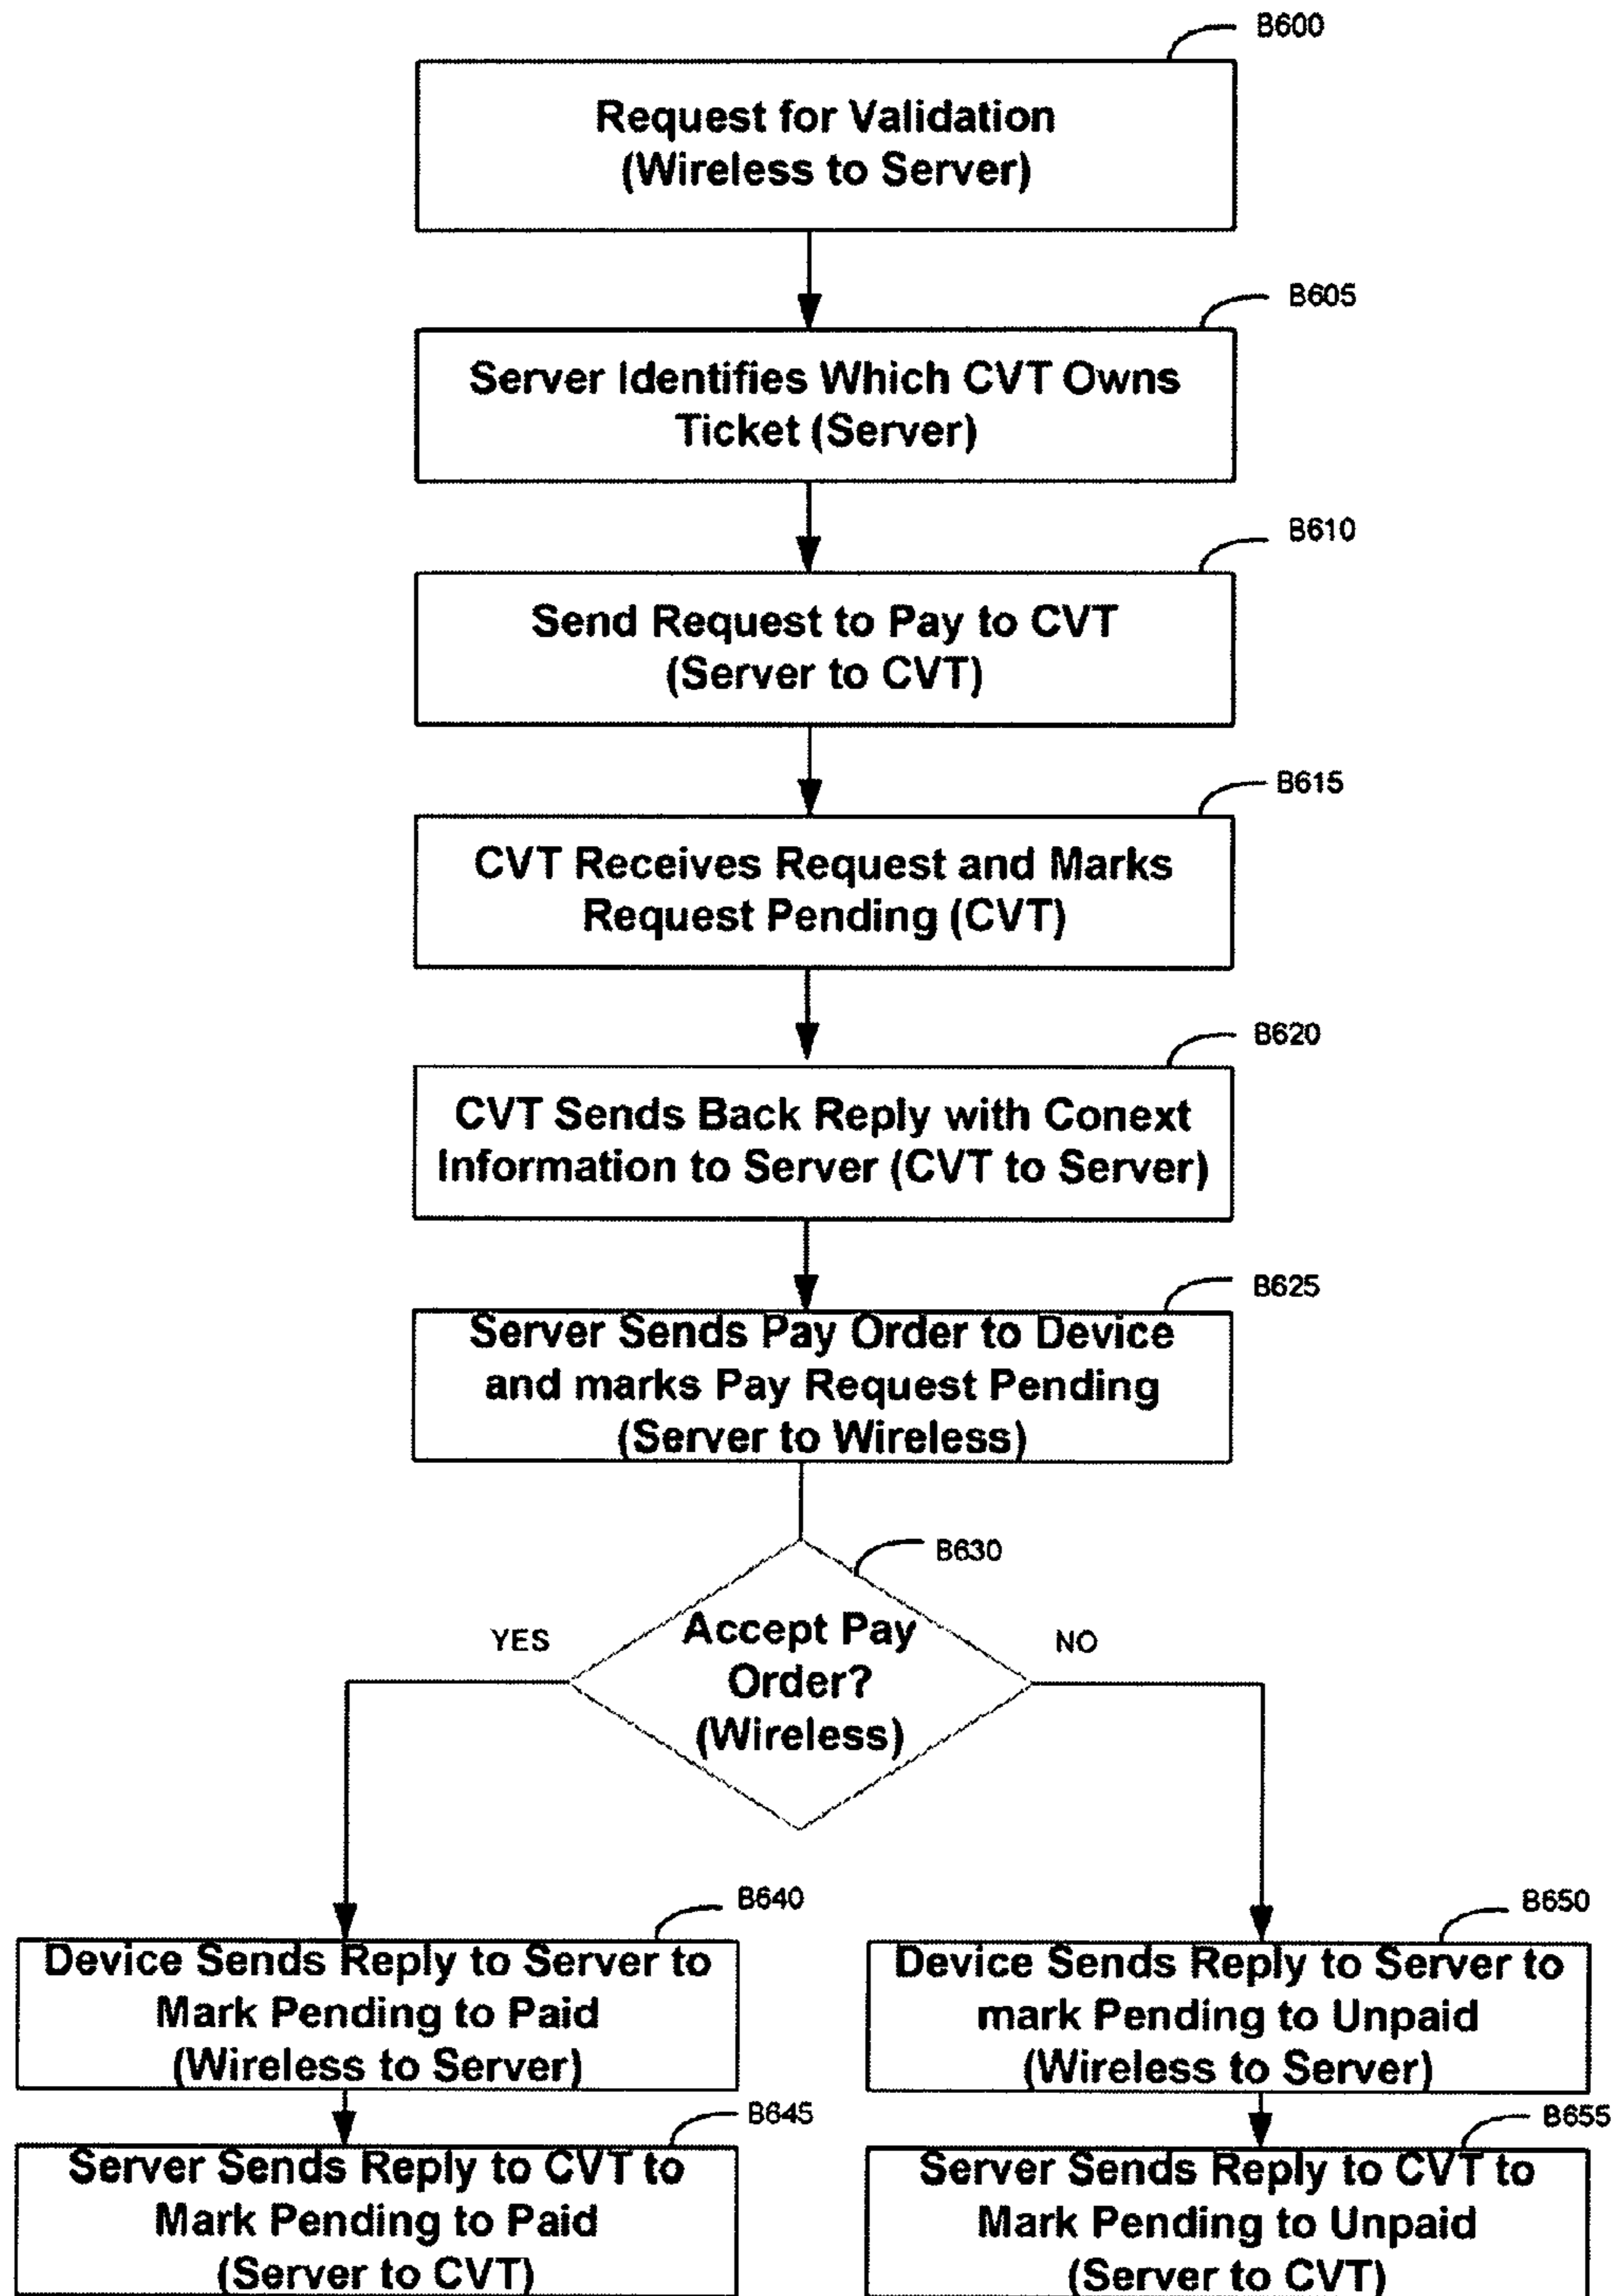 B600
Request for Validation
(Wireless to Server)
B605
Server Identifies Which CVT Owns
Ticket (Server)
B610
Send Request to Pay to CVT
(Server to CVT)
B615
CVT Receives Request and Marks
Request Pending (CVT)
B620
CVT Sends Back Reply with Conext
Information to Server (CVT to Server)
B625
Server Sends Pay Order to Device
and marks Pay Request Pending
(Server to Wireless)
B630
Accept Pay
Order?
(Wireless)
YES
NO
B640
Device Sends Reply to Server to
Mark Pending to Paid
(Wireless to Server)
B650
Device Sends Reply to Server to
mark Pending to Unpaid
(Wireless to Server)
B645
Server Sends Reply to CVT to
Mark Pending to Paid
(Server to CVT)
B655
Server Sends Reply to CVT to
Mark Pending to Unpaid
(Server to CVT)